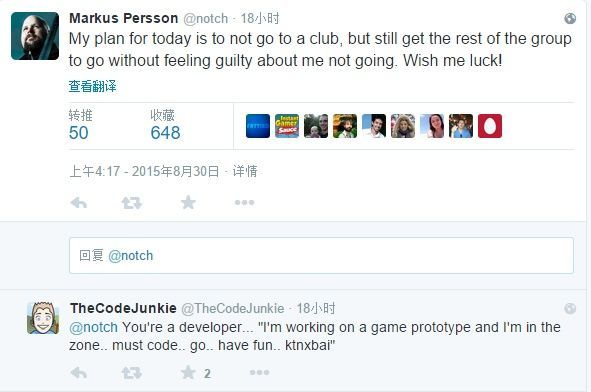 Markus Persson @notch · 18小时
My plan for today is to not go to a club, but still get the rest of the group
to go without feeling guilty about me not going. Wish me luck!
查看翻译
转推 收藏
50 648
Instant
Gamer
Sauce
上午4:17 - 2015年8月30日 · 详情
回复 @notch
TheCodeJunkie @TheCodeJunkie · 18小时
@notch You're a developer... "I'm working on a game prototype and I'm in the
zone.. must code.. go.. have fun.. ktnxbai"
2